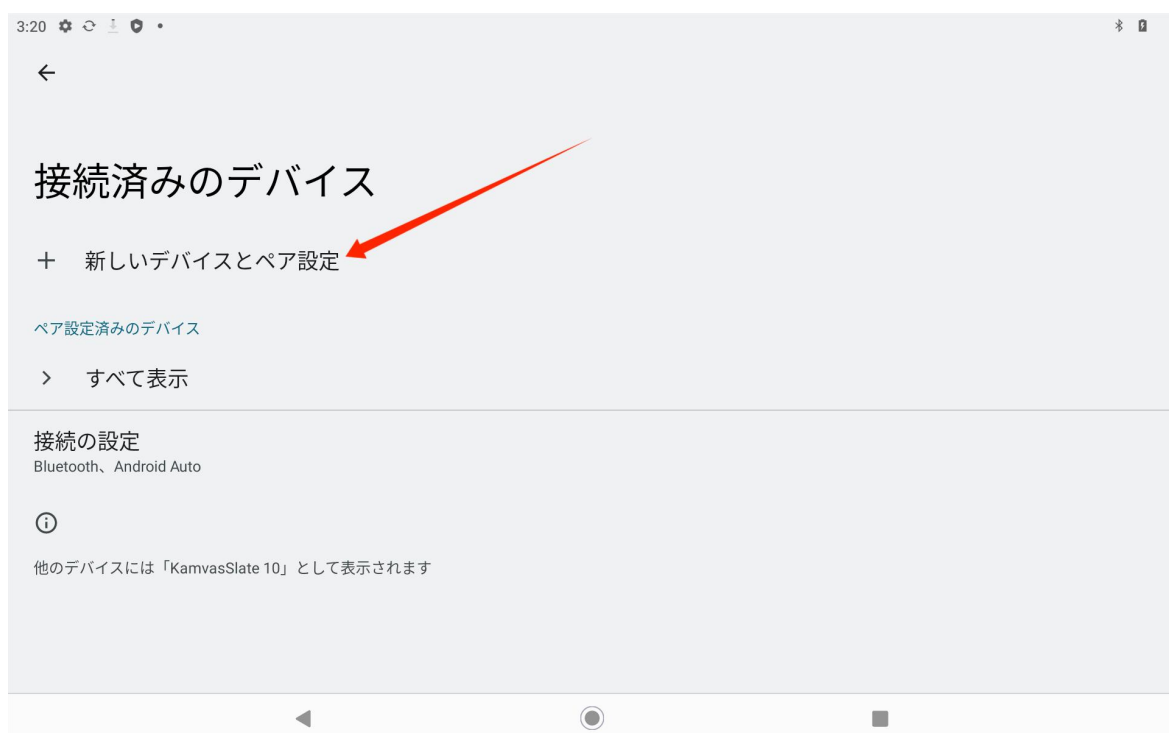 3:20
接続済みのデバイス
新しいデバイスとペア設定
ペア設定済みのデバイス
すべて表示
接続の設定
Bluetooth、Android Auto
他のデバイスには「KamvasSlate 10」として表示されます